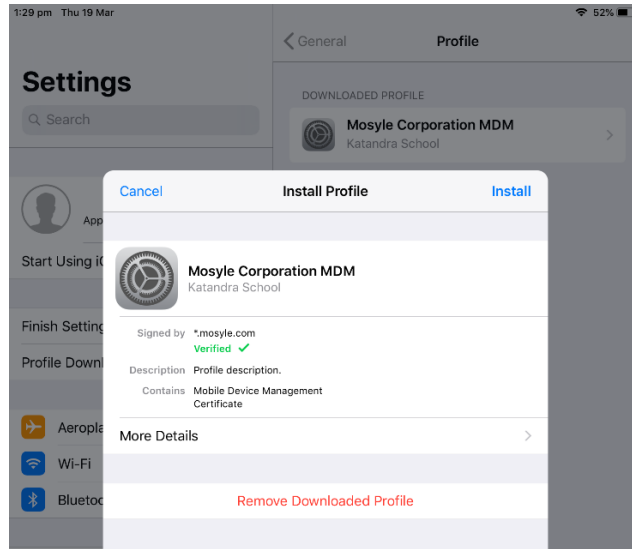 1:29 pm Thu 19 Mar
52%
Settings
Search
App
Start Using iC
Finish Setting
Profile Downl
Aeropla
Wi-Fi
Bluetoo
General
Profile
DOWNLOADED PROFILE
Mosyle Corporation MDM
Katandra School
Cancel Install Profile Install
Mosyle Corporation MDM
Katandra School
Signed by *.mosyle.com
Verified
Description Profile description.
Contains Mobile Device Management
Certificate
More Details
Remove Downloaded Profile